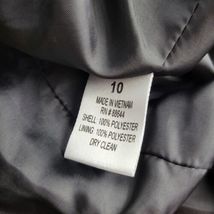 10
MADE IN VIETNAM
RN # 88644
SHELL: 100% POLYESTER
LINING: 100% POLYESTER
DRY CLEAN